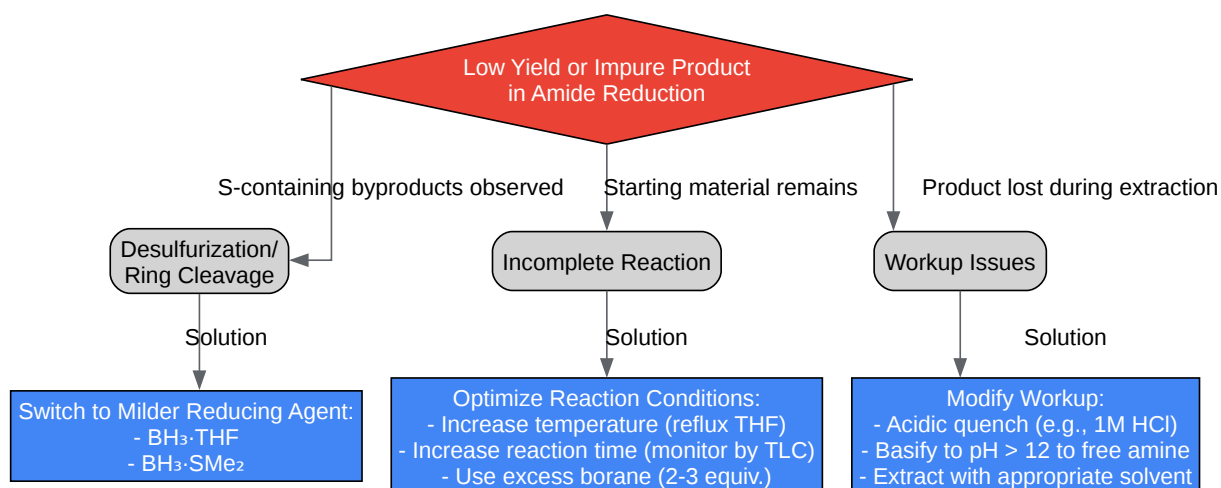 Low Yield or Impure Product
in Amide Reduction
S-containing byproducts observed
Starting material remains
Product lost during extraction
Desulfurization/
Ring Cleavage
Incomplete Reaction
Workup Issues
Solution
Solution
Solution
Switch to Milder Reducing Agent:
- BH₃·THF
- BH₃·SMe₂
Optimize Reaction Conditions:
- Increase temperature (reflux THF)
- Increase reaction time (monitor by TLC)
- Use excess borane (2-3 equiv.)
Modify Workup:
- Acidic quench (e.g., 1M HCl)
- Basify to pH > 12 to free amine
- Extract with appropriate solvent